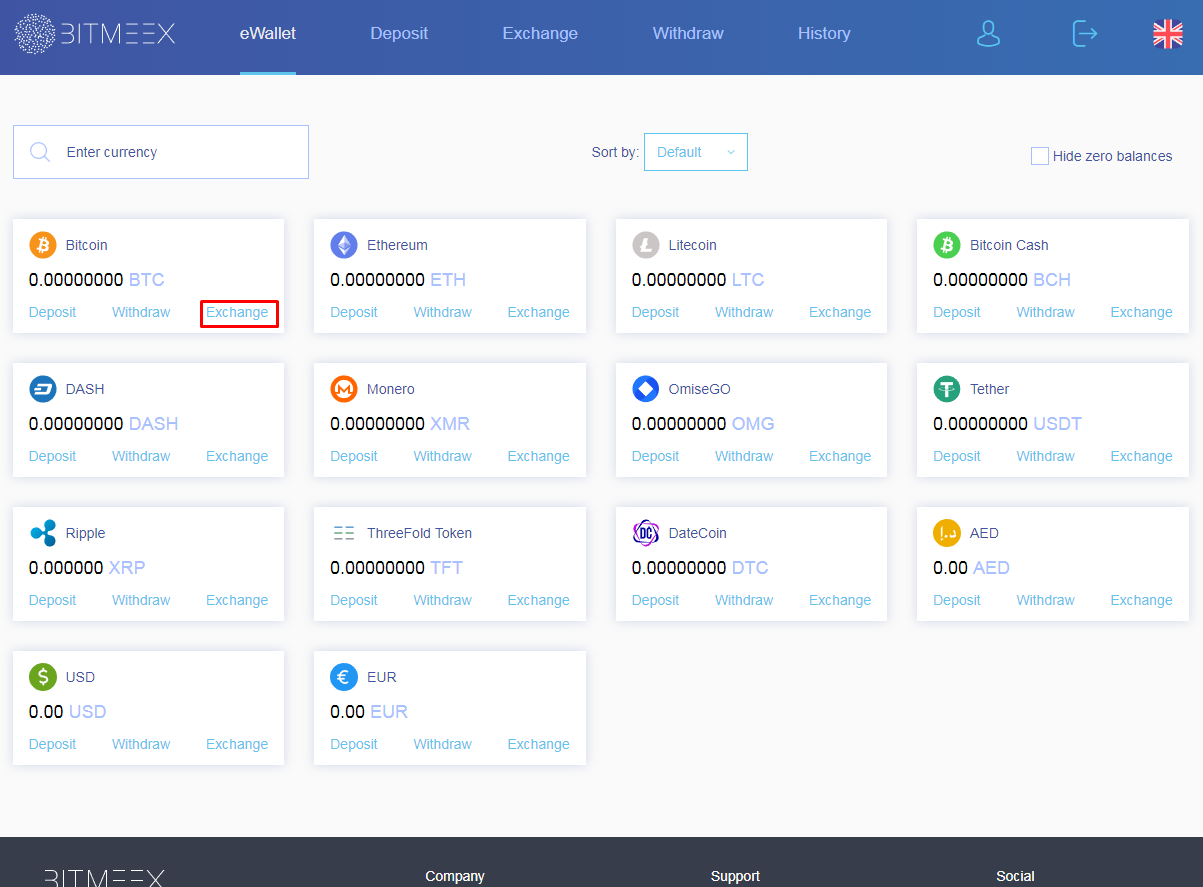 BITMEEX eWallet Deposit Exchange Withdraw History
Enter currency Sort by: Default Hide zero balances
Bitcoin Ethereum Litecoin Bitcoin Cash
0.00000000 BTC 0.00000000 ETH 0.00000000 LTC 0.00000000 BCH
Deposit Withdraw Exchange Deposit Withdraw Exchange Deposit Withdraw Exchange Deposit Withdraw Exchange
DASH Monero OmiseGO Tether
0.00000000 DASH 0.00000000 XMR 0.00000000 OMG 0.00000000 USDT
Deposit Withdraw Exchange Deposit Withdraw Exchange Deposit Withdraw Exchange Deposit Withdraw Exchange
Ripple ThreeFold Token DC DateCoin د.إ AED
0.000000 XRP 0.00000000 TFT 0.00000000 DTC 0.00 AED
Deposit Withdraw Exchange Deposit Withdraw Exchange Deposit Withdraw Exchange Deposit Withdraw Exchange
$ USD € EUR
0.00 USD 0.00 EUR
Deposit Withdraw Exchange Deposit Withdraw Exchange
BITMEEX Company Support Social